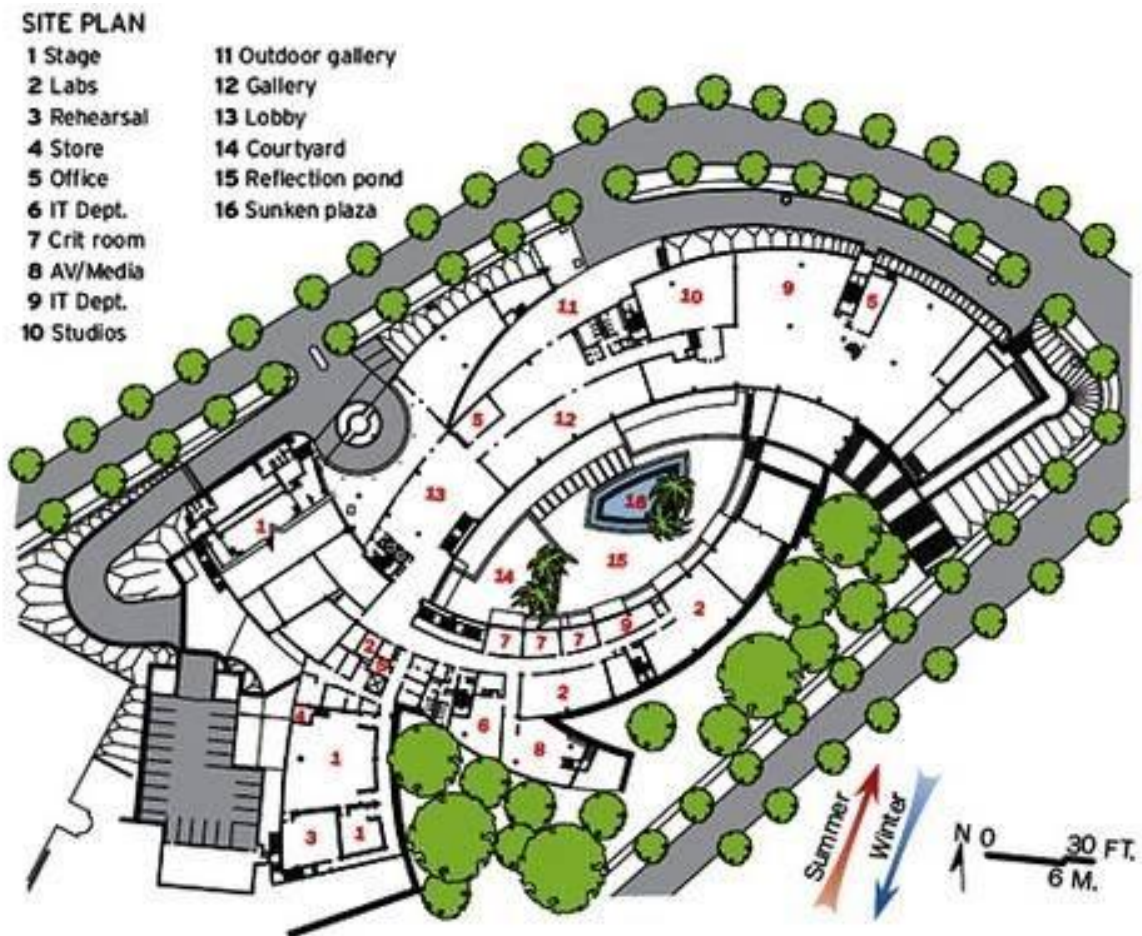 SITE PLAN
1 Stage
2 Labs
3 Rehearsal
4 Store
5 Office
6 IT Dept.
7 Crit room
8 AV/Media
9 IT Dept.
10 Studios
11 Outdoor gallery
12 Gallery
13 Lobby
14 Courtyard
15 Reflection pond
16 Sunken plaza
11
10
9
5
5
12
13
16
1
14
15
2
7
7
7
9
2
2
4
6
8
1
3
1
Summer
Winter
N 0 30 FT.
6 M.